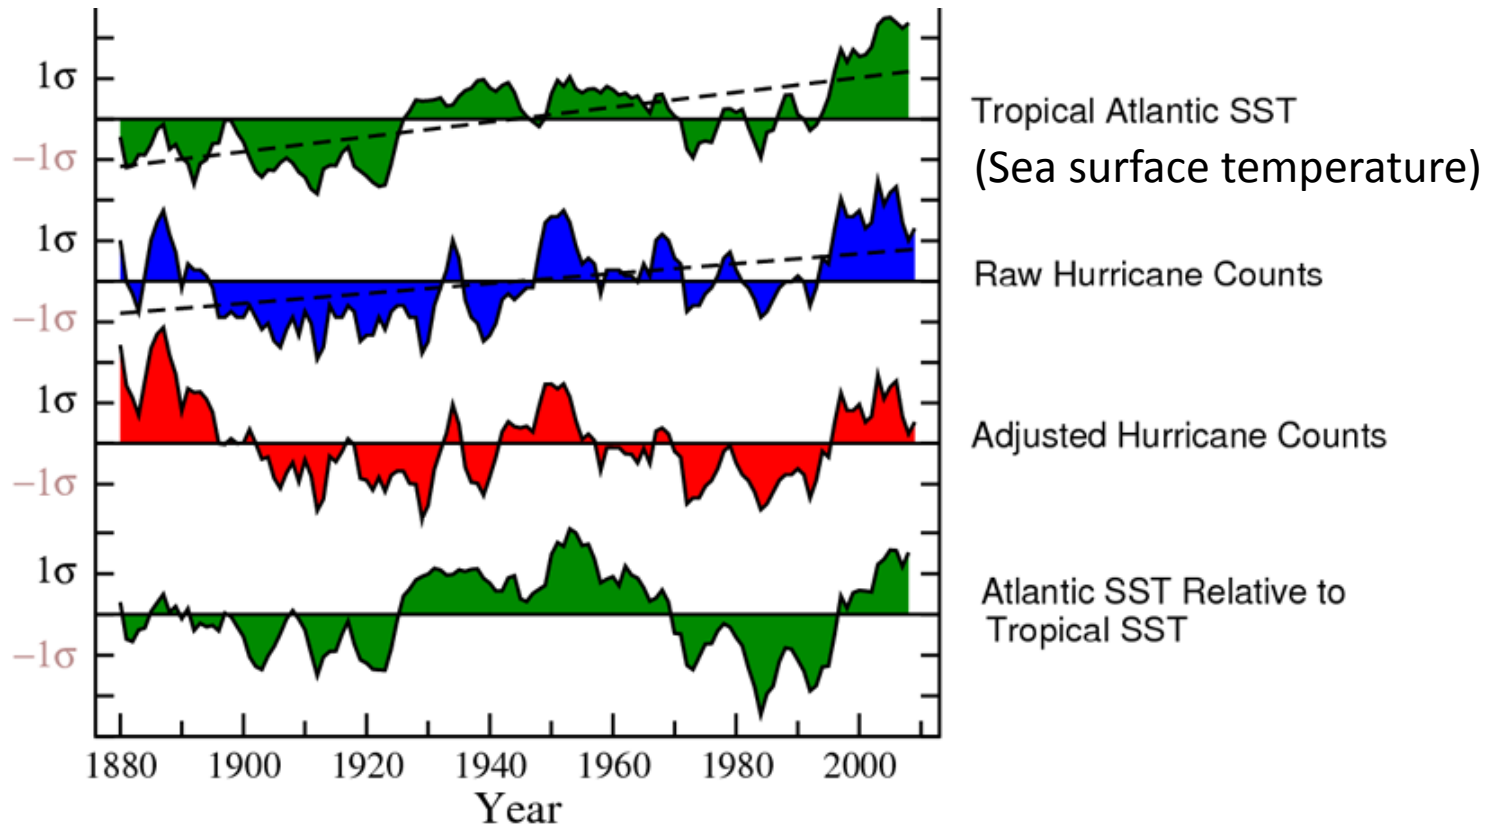 1σ
−1σ
Tropical Atlantic SST
(Sea surface temperature)
1σ
−1σ
Raw Hurricane Counts
1σ
−1σ
Adjusted Hurricane Counts
1σ
−1σ
Atlantic SST Relative to
Tropical SST
1880 1900 1920 1940 1960 1980 2000
Year